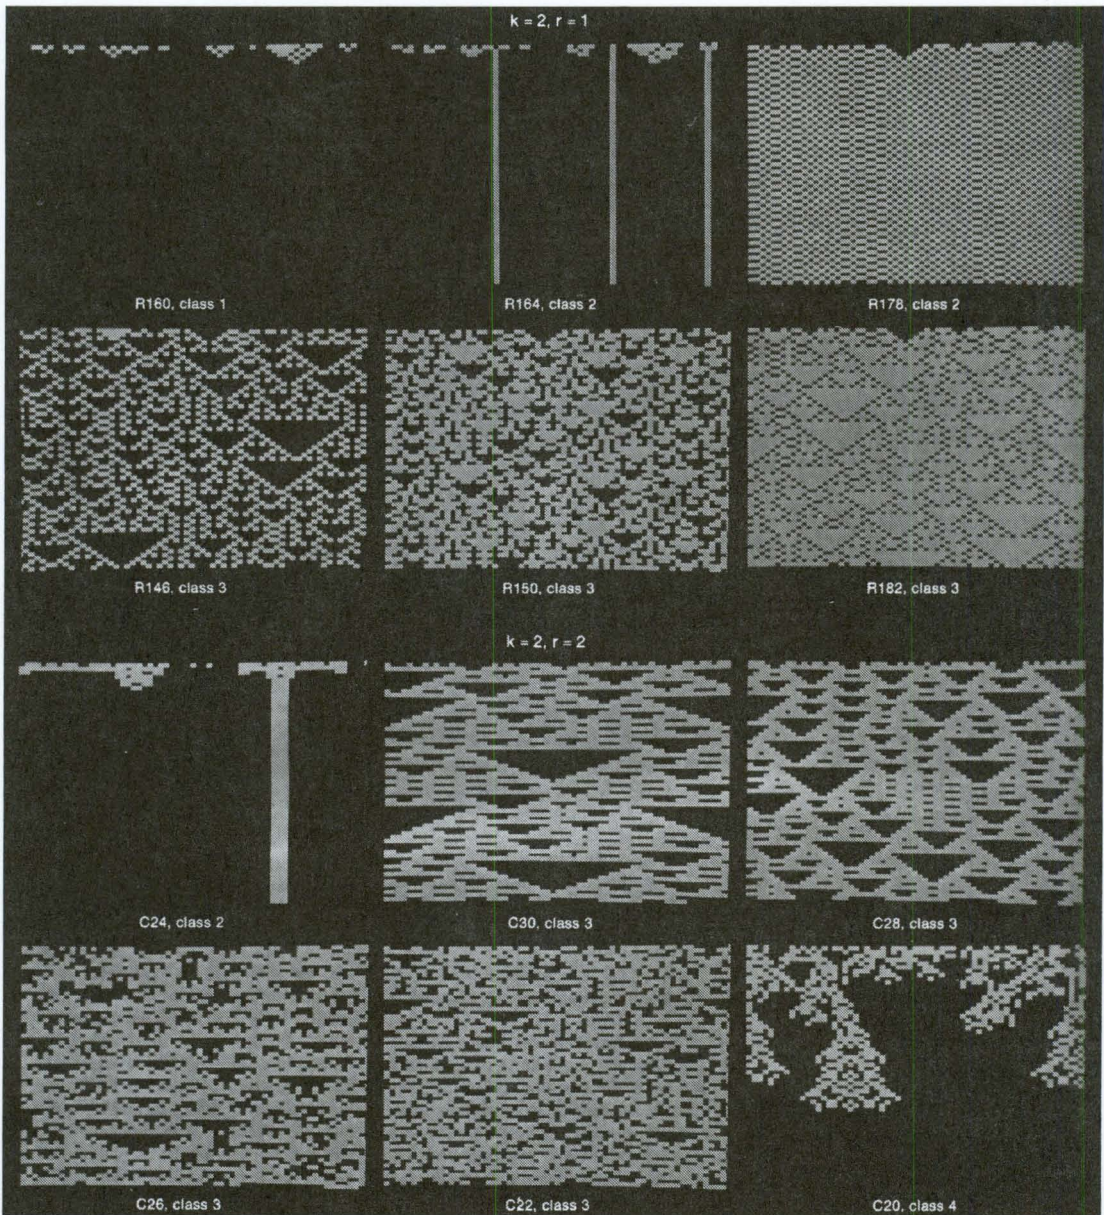 k = 2, r = 1
R160, class 1
R164, class 2
R178, class 2
R146, class 3
R150, class 3
R182, class 3
k = 2, r = 2
C24, class 2
C30, class 3
C28, class 3
C26, class 3
C22, class 3
C20, class 4